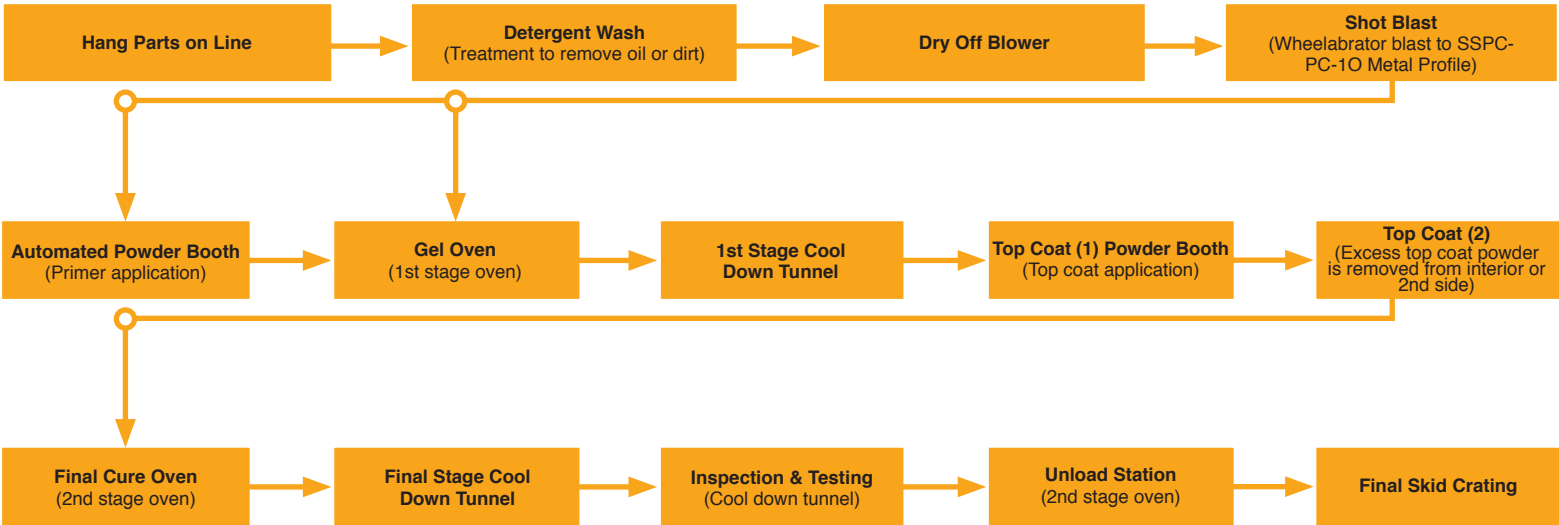 Hang Parts on Line
Detergent Wash
(Treatment to remove oil or dirt)
Dry Off Blower
Shot Blast
(Wheelabrator blast to SSPC-
PC-1O Metal Profile)
Automated Powder Booth
(Primer application)
Gel Oven
(1st stage oven)
1st Stage Cool
Down Tunnel
Top Coat (1) Powder Booth
(Top coat application)
Top Coat (2)
(Excess top coat powder
is removed from interior or
2nd side)
Final Cure Oven
(2nd stage oven)
Final Stage Cool
Down Tunnel
Inspection & Testing
(Cool down tunnel)
Unload Station
(2nd stage oven)
Final Skid Crating